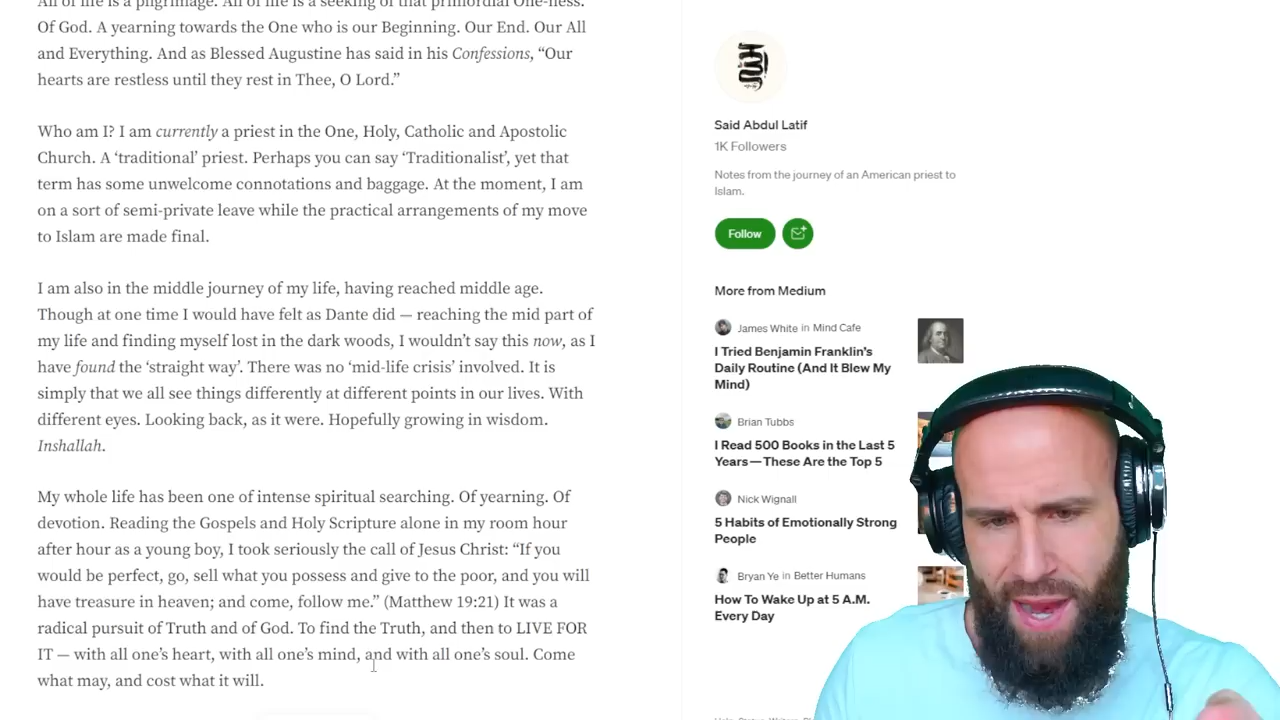 All of life is a pilgrimage. All of life is a seeking of that primordial One-ness.
Of God. A yearning towards the One who is our Beginning. Our End. Our All
and Everything. And as Blessed Augustine has said in his Confessions, “Our
hearts are restless until they rest in Thee, O Lord.”
Who am I? I am currently a priest in the One, Holy, Catholic and Apostolic
Church. A ‘traditional’ priest. Perhaps you can say ‘Traditionalist’, yet that
term has some unwelcome connotations and baggage. At the moment, I am
on a sort of semi-private leave while the practical arrangements of my move
to Islam are made final.
I am also in the middle journey of my life, having reached middle age.
Though at one time I would have felt as Dante did — reaching the mid part of
my life and finding myself lost in the dark woods, I wouldn’t say this now, as I
have found the ‘straight way’. There was no ‘mid-life crisis’ involved. It is
simply that we all see things differently at different points in our lives. With
different eyes. Looking back, as it were. Hopefully growing in wisdom.
Inshallah.
My whole life has been one of intense spiritual searching. Of yearning. Of
devotion. Reading the Gospels and Holy Scripture alone in my room hour
after hour as a young boy, I took seriously the call of Jesus Christ: “If you
would be perfect, go, sell what you possess and give to the poor, and you will
have treasure in heaven; and come, follow me.” (Matthew 19:21) It was a
radical pursuit of Truth and of God. To find the Truth, and then to LIVE FOR
IT — with all one’s heart, with all one’s mind, and with all one’s soul. Come
what may, and cost what it will.
Said Abdul Latif
1K Followers
Notes from the journey of an American priest to
Islam.
Follow
More from Medium
James White in Mind Cafe
I Tried Benjamin Franklin’s
Daily Routine (And It Blew My
Mind)
Brian Tubbs
I Read 500 Books in the Last 5
Years—These Are the Top 5
Nick Wignall
5 Habits of Emotionally Strong
People
Bryan Ye in Better Humans
How To Wake Up at 5 A.M.
Every Day